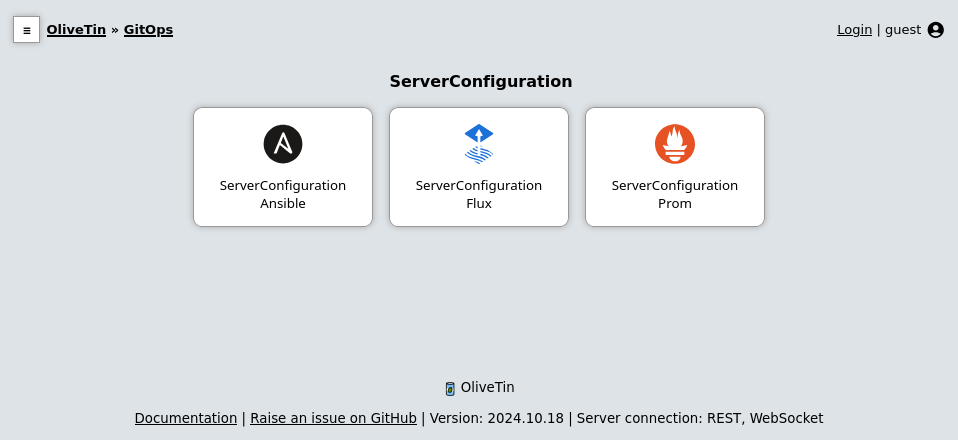 ≡ OliveTin » GitOps Login | guest
ServerConfiguration
ServerConfiguration Ansible
ServerConfiguration Flux
ServerConfiguration Prom
OliveTin
Documentation | Raise an issue on GitHub | Version: 2024.10.18 | Server connection: REST, WebSocket